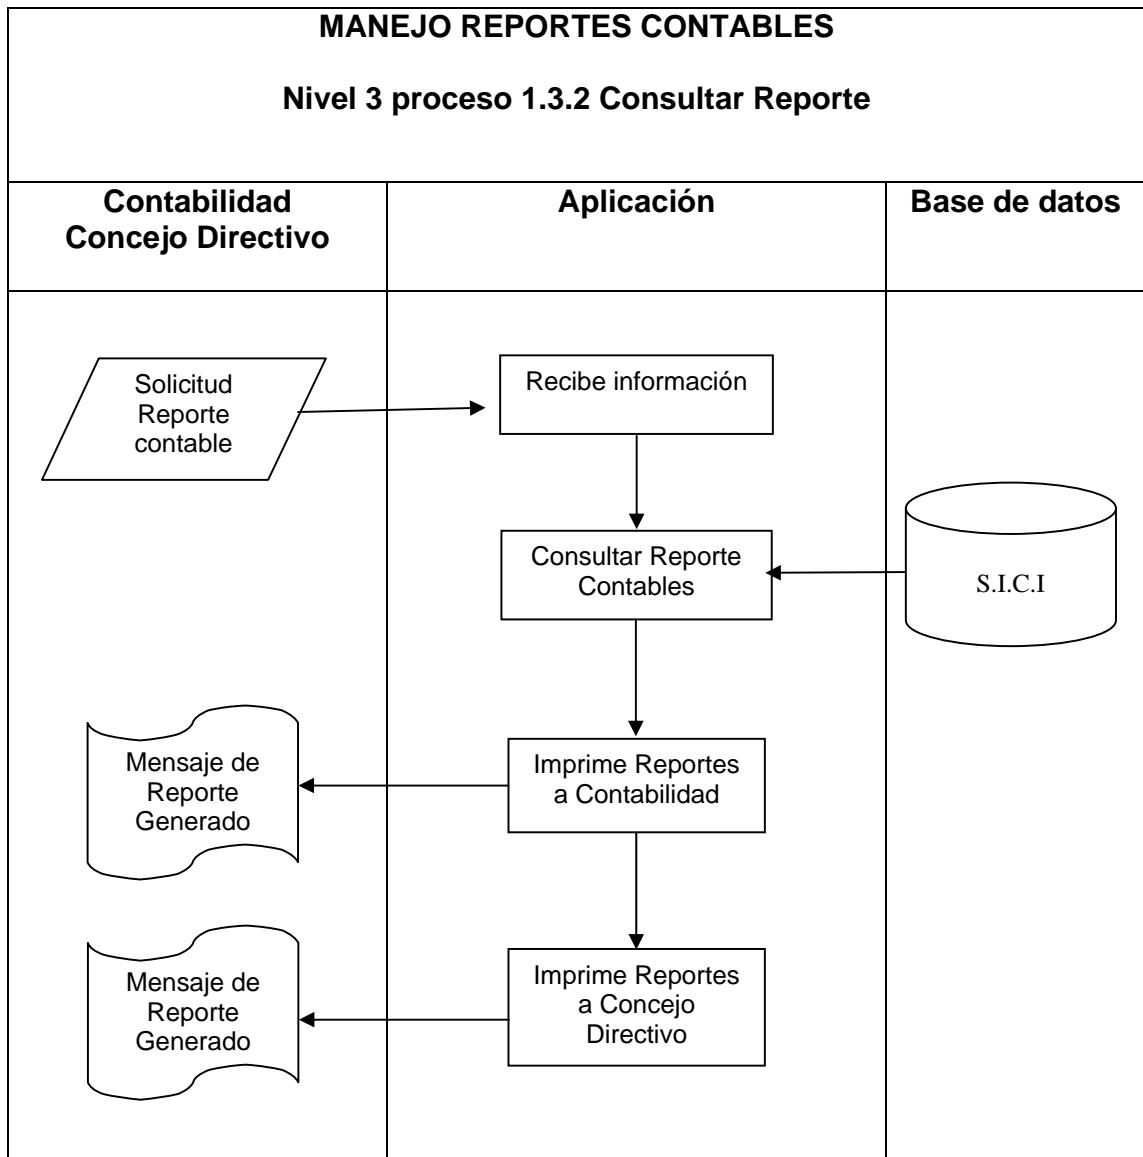 MANEJO REPORTES CONTABLES
Nivel 3 proceso 1.3.2 Consultar Reporte
Contabilidad
Concejo Directivo
Aplicación
Base de datos
Solicitud
Reporte
contable
Recibe información
Consultar Reporte
Contables
S.I.C.I
Mensaje de
Reporte
Generado
Imprime Reportes
a Contabilidad
Mensaje de
Reporte
Generado
Imprime Reportes
a Concejo
Directivo